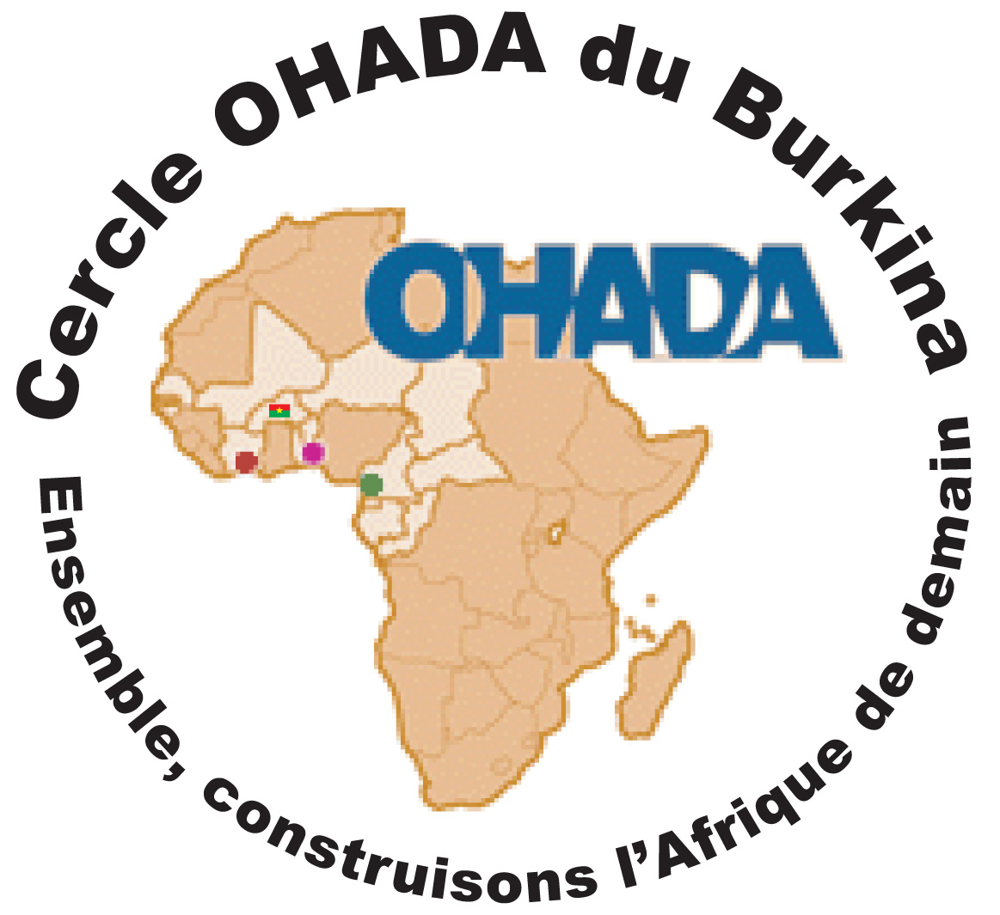 Cercle OHADA du Burkina
OHADA
Ensemble, construisons l’Afrique de demain